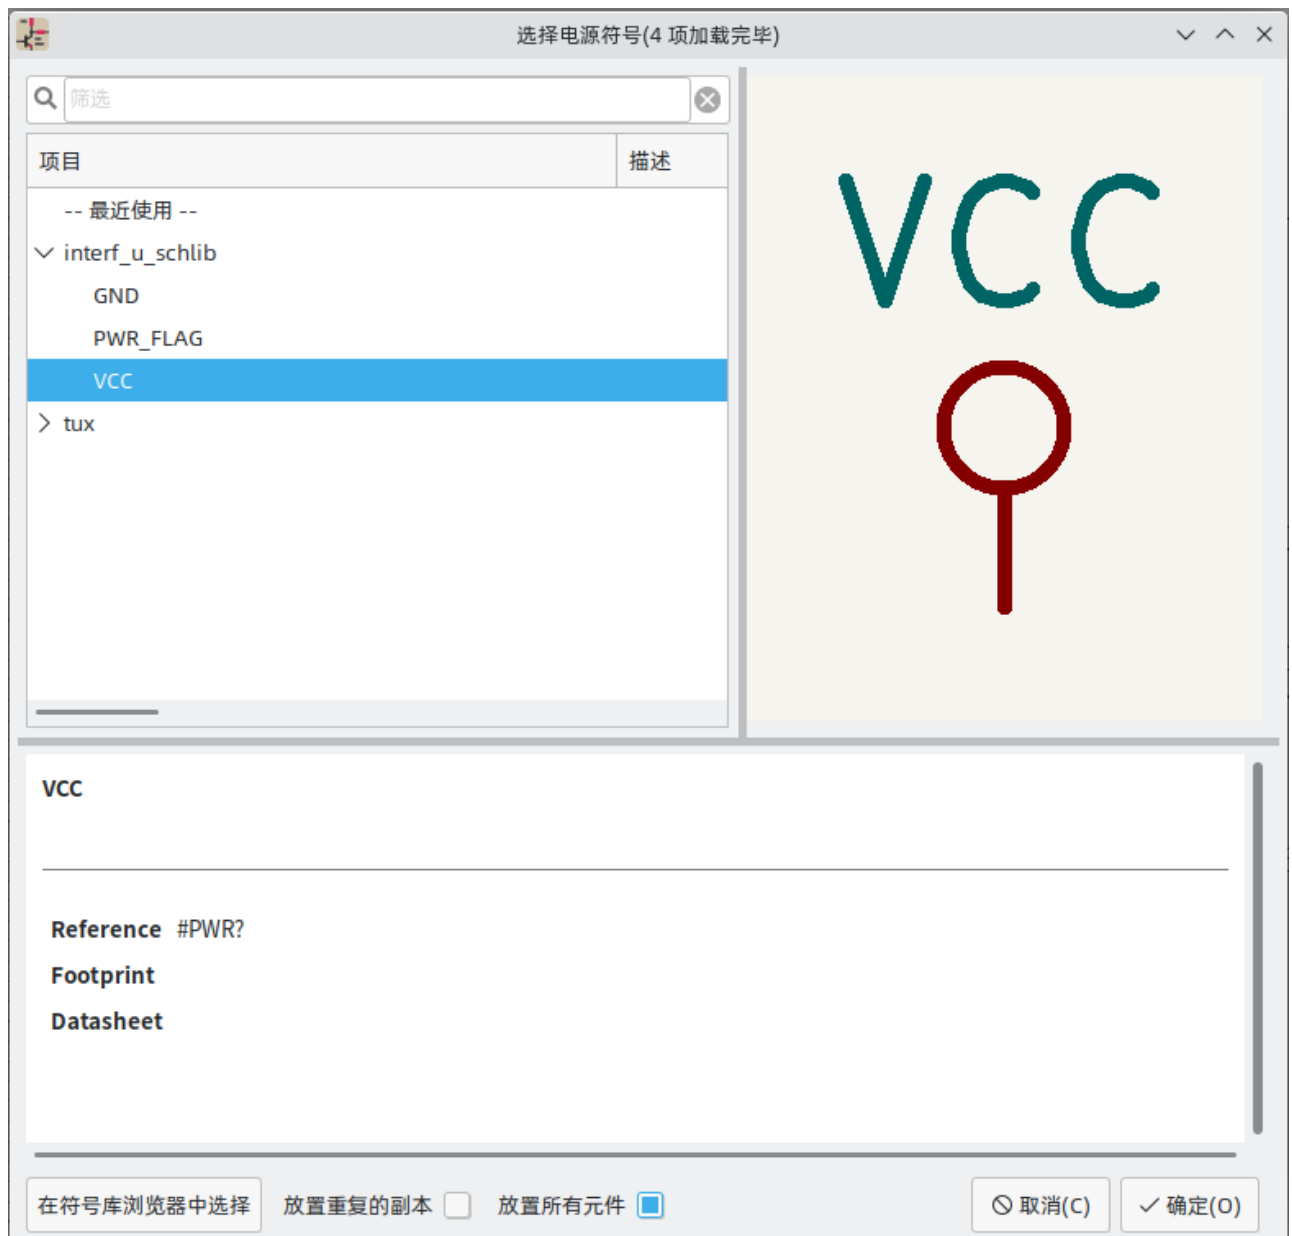 选择电源符号(4 项加载完毕)
筛选
项目 描述
-- 最近使用 --
interf_u_schlib
GND
PWR_FLAG
VCC
tux
VCC
VCC
Reference #PWR?
Footprint
Datasheet
在符号库浏览器中选择 放置重复的副本 放置所有元件 取消(C) 确定(O)